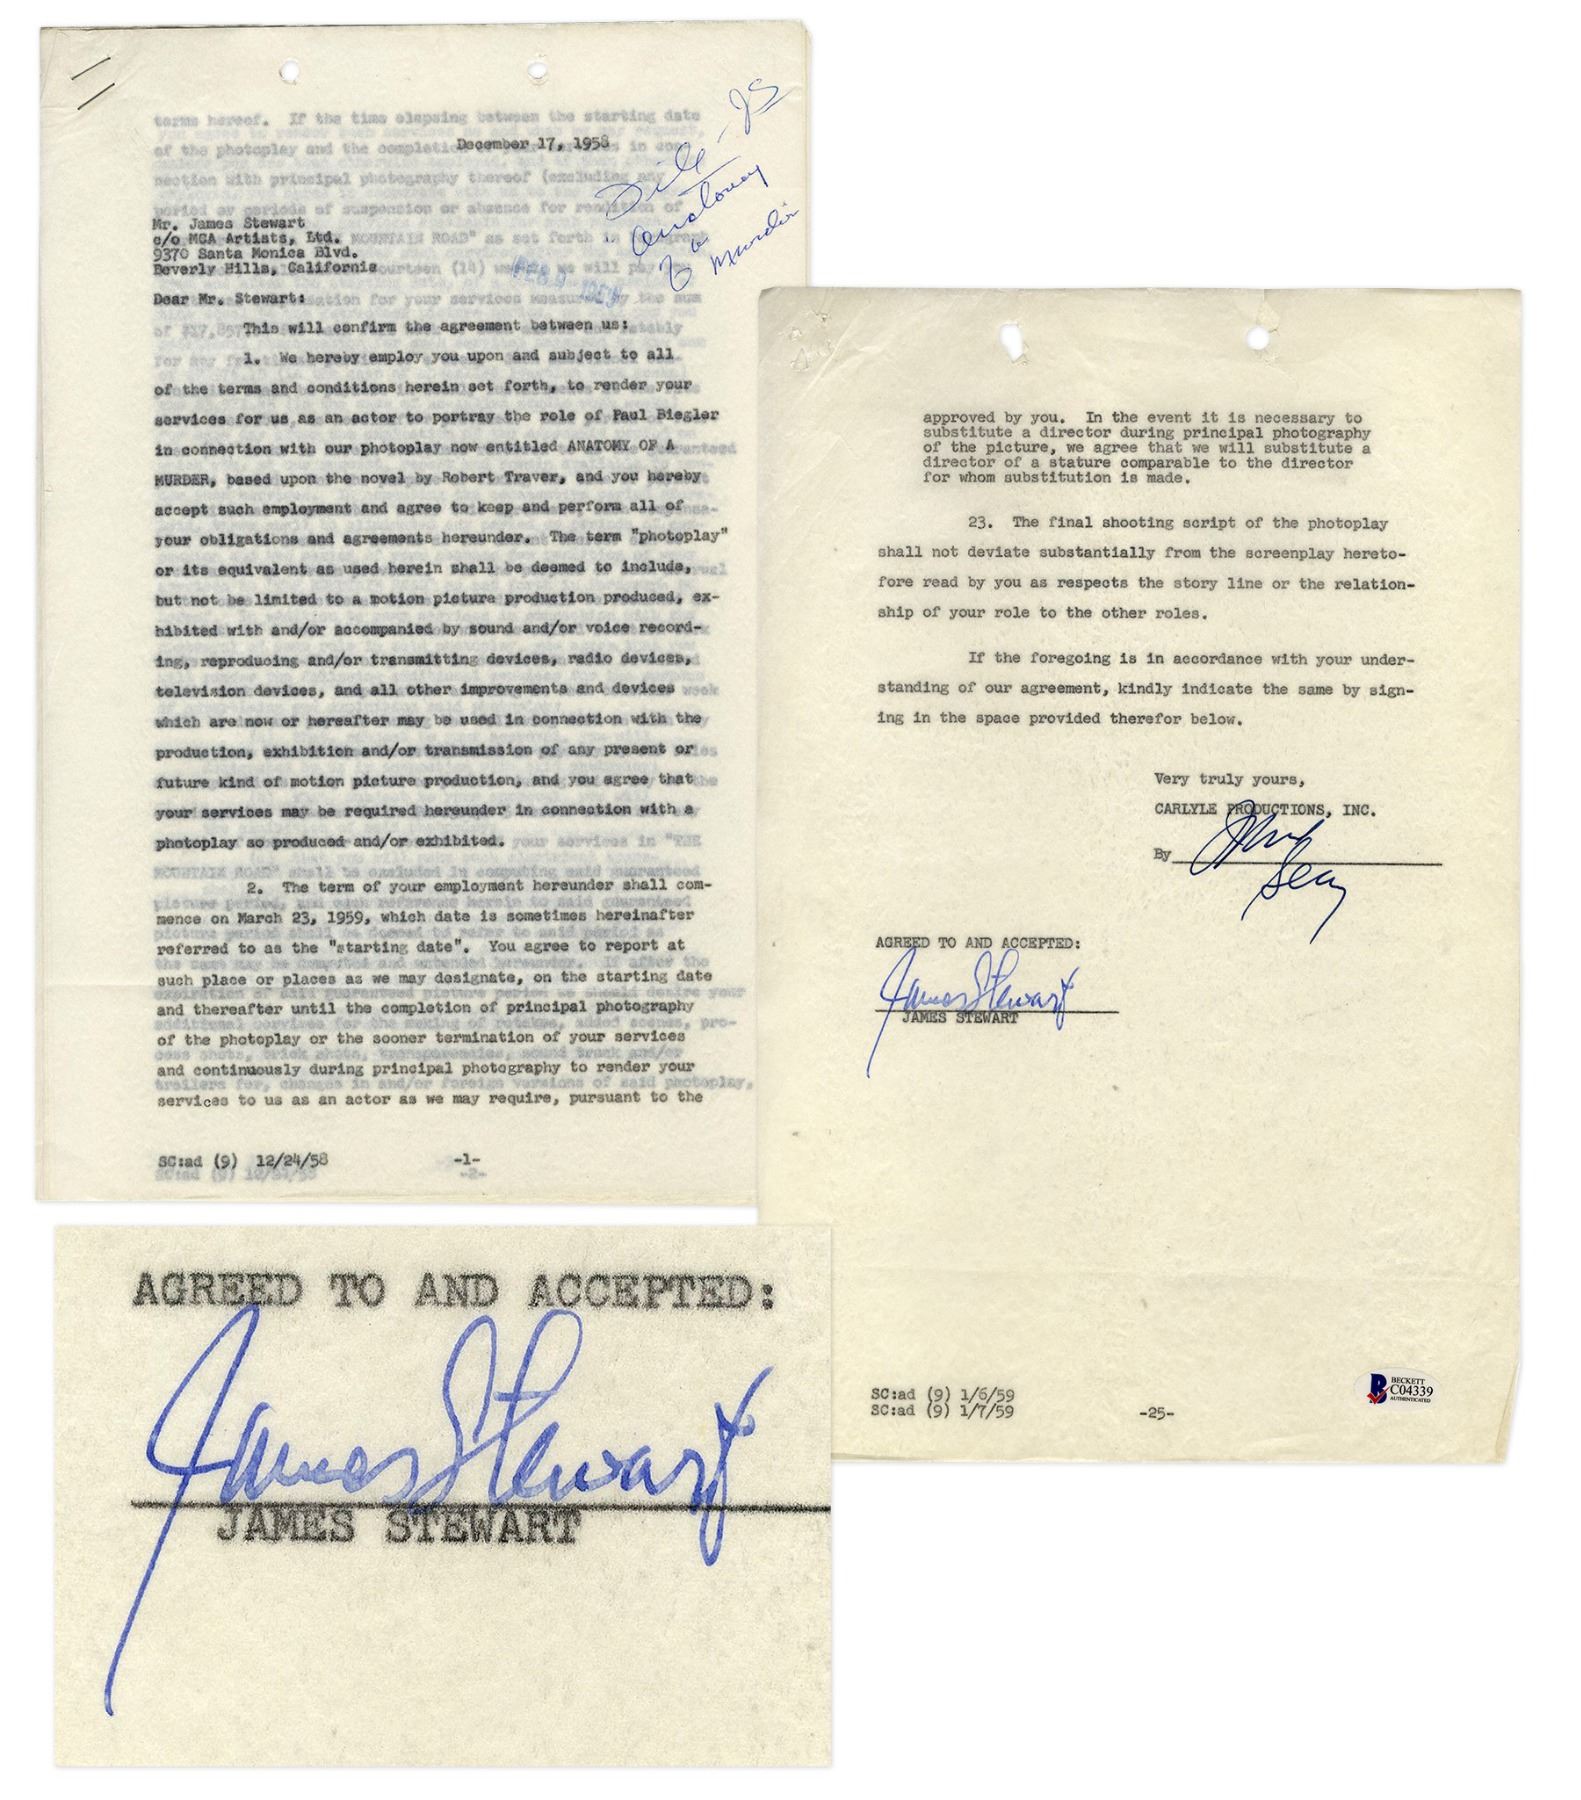 December 17, 1958
File - JS
Anatomy
of a
Murder
Mr. James Stewart
c/o MCA Artists, Ltd.
9370 Santa Monica Blvd.
Beverly Hills, California
FEB 9 1959
Dear Mr. Stewart:
This will confirm the agreement between us:
1. We hereby employ you upon and subject to all
of the terms and conditions herein set forth, to render your
services for us as an actor to portray the role of Paul Biegler
in connection with our photoplay now entitled ANATOMY OF A
MURDER, based upon the novel by Robert Traver, and you hereby
accept such employment and agree to keep and perform all of
your obligations and agreements hereunder. The term "photoplay"
or its equivalent as used herein shall be deemed to include,
but not be limited to a motion picture production produced, ex-
hibited with and/or accompanied by sound and/or voice record-
ing, reproducing and/or transmitting devices, radio devices,
television devices, and all other improvements and devices
which are now or hereafter may be used in connection with the
production, exhibition and/or transmission of any present or
future kind of motion picture production, and you agree that
your services may be required hereunder in connection with a
photoplay so produced and/or exhibited.
2. The term of your employment hereunder shall com-
mence on March 23, 1959, which date is sometimes hereinafter
referred to as the "starting date". You agree to report at
such place or places as we may designate, on the starting date
and thereafter until the completion of principal photography
of the photoplay or the sooner termination of your services
and continuously during principal photography to render your
services to us as an actor as we may require, pursuant to the
SC:ad (9) 12/24/58 -1-
approved by you. In the event it is necessary to
substitute a director during principal photography
of the picture, we agree that we will substitute a
director of a stature comparable to the director
for whom substitution is made.
23. The final shooting script of the photoplay
shall not deviate substantially from the screenplay hereto-
fore read by you as respects the story line or the relation-
ship of your role to the other roles.
If the foregoing is in accordance with your under-
standing of our agreement, kindly indicate the same by sign-
ing in the space provided therefor below.
Very truly yours,
CARLYLE PRODUCTIONS, INC.
By
AGREED TO AND ACCEPTED:
James Stewart
JAMES STEWART
SC:ad (9) 1/6/59
SC:ad (9) 1/7/59 -25-
BECKETT
C04339
AUTHENTICATED
AGREED TO AND ACCEPTED:
James Stewart
JAMES STEWART